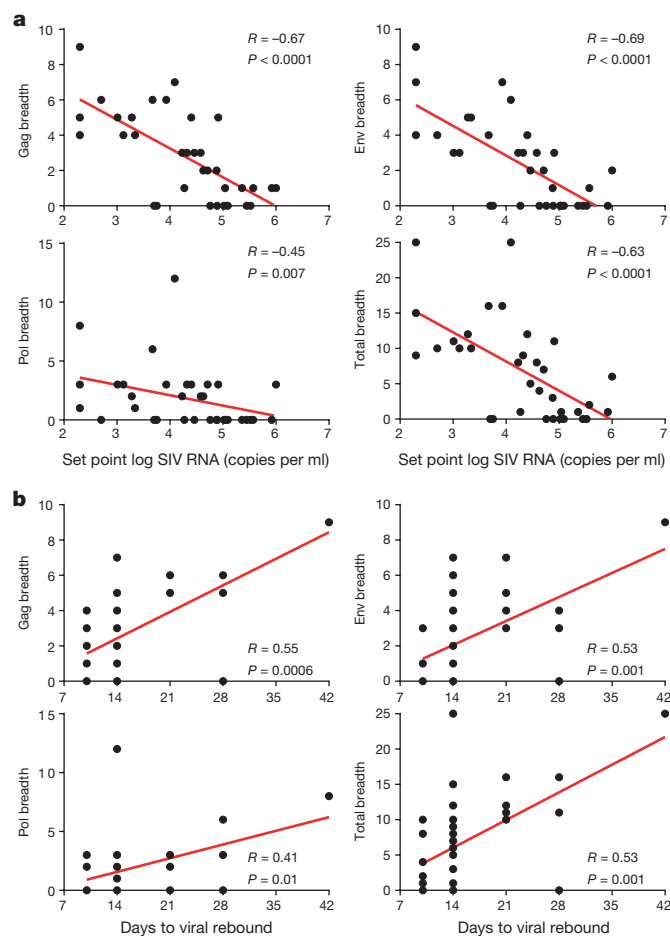 a
R = –0.67
P < 0.0001
Gag breadth
10
8
6
4
2
0
2 3 4 5 6 7
R = –0.69
P < 0.0001
Env breadth
10
8
6
4
2
0
2 3 4 5 6 7
R = –0.45
P = 0.007
Pol breadth
15
10
5
0
2 3 4 5 6 7
Set point log SIV RNA (copies per ml)
R = –0.63
P < 0.0001
Total breadth
25
20
15
10
5
0
2 3 4 5 6 7
Set point log SIV RNA (copies per ml)
b
Gag breadth
10
8
6
4
2
0
R = 0.55
P = 0.0006
7 14 21 28 35 42
Env breadth
10
8
6
4
2
0
R = 0.53
P = 0.001
7 14 21 28 35 42
Pol breadth
15
10
5
0
R = 0.41
P = 0.01
7 14 21 28 35 42
Days to viral rebound
Total breadth
25
20
15
10
5
0
R = 0.53
P = 0.001
7 14 21 28 35 42
Days to viral rebound